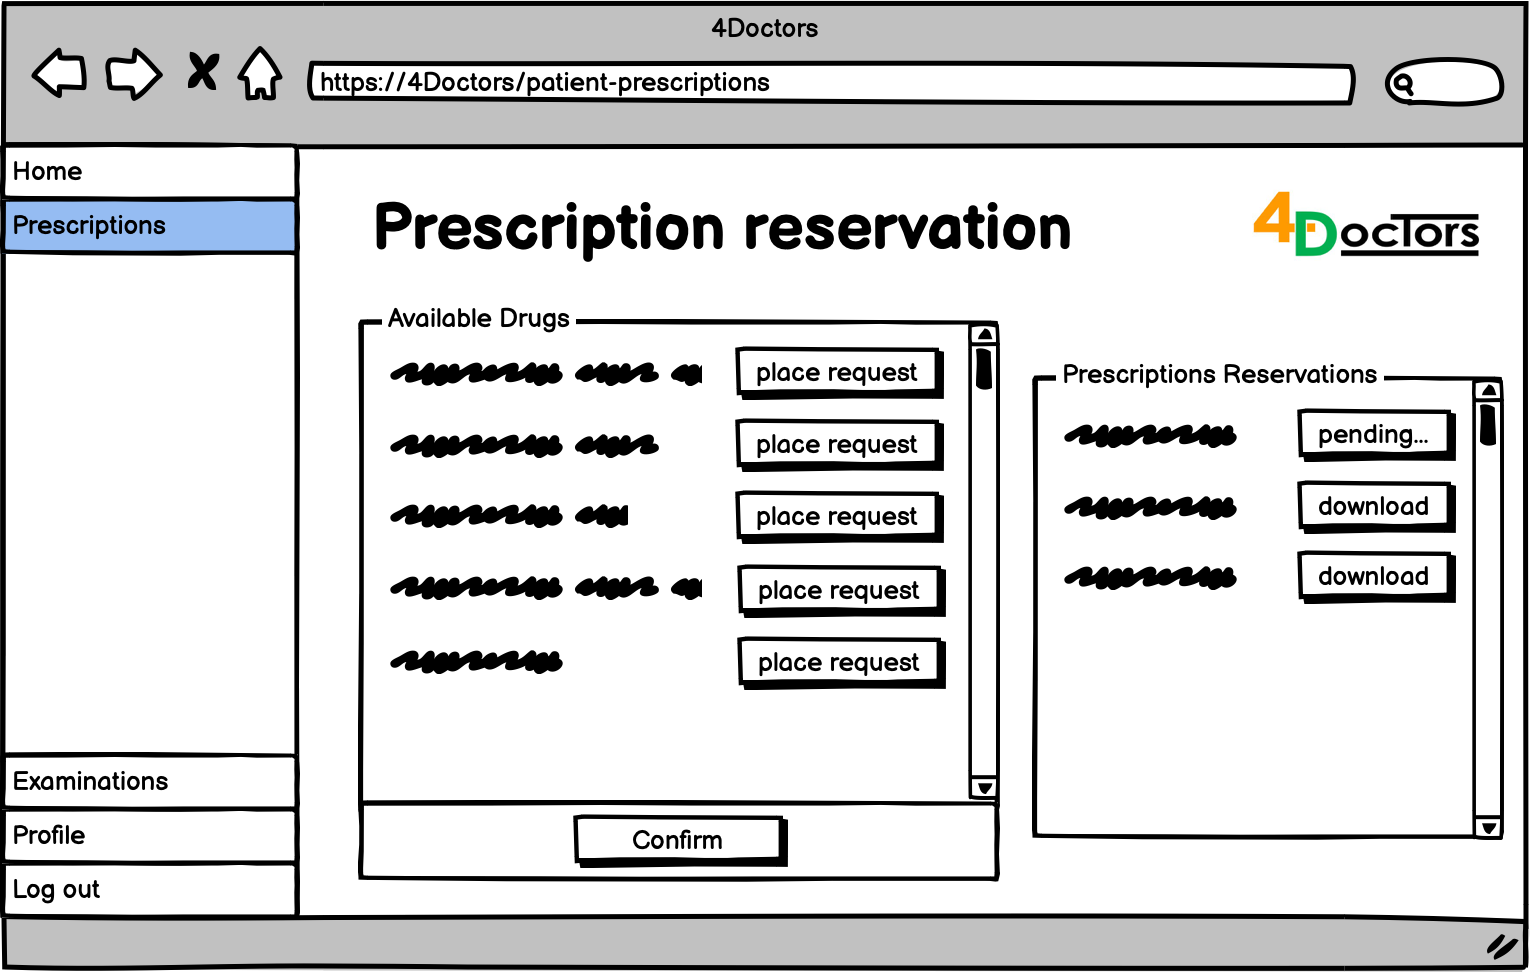 4Doctors
https://4Doctors/patient-prescriptions
Home
Prescriptions
Examinations
Profile
Log out
Prescription reservation
4Doctors
Available Drugs
place request
place request
place request
place request
place request
Confirm
Prescriptions Reservations
pending...
download
download